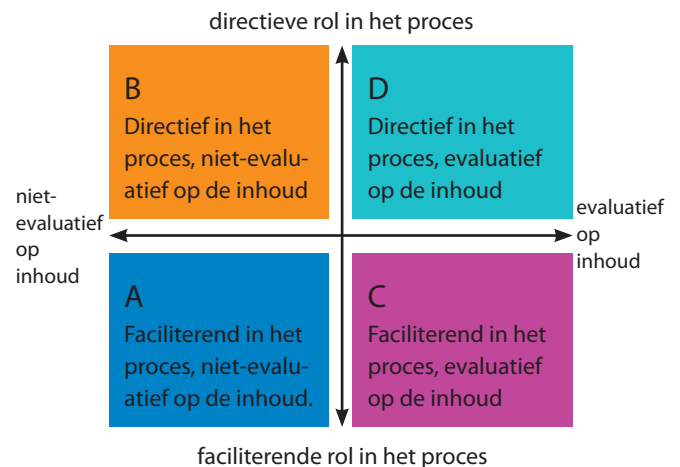 directieve rol in het proces
B
Directief in het
proces, niet-evalu-
atief op de inhoud
D
Directief in het
proces, evaluatief
op de inhoud
niet-
evaluatief
op
inhoud
evaluatief
op
inhoud
A
Faciliterend in het
proces, niet-evalu-
atief op de inhoud.
C
Faciliterend in het
proces, evaluatief
op de inhoud
faciliterende rol in het proces